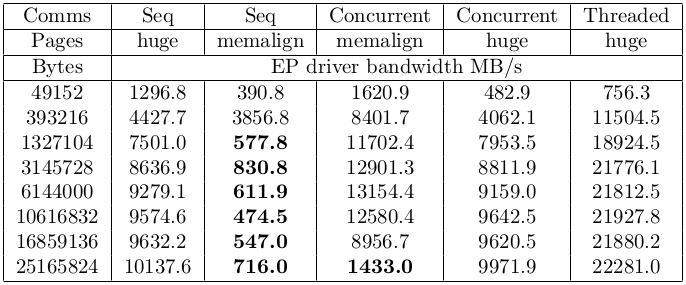 Comms Seq Seq Concurrent Concurrent Threaded
Pages huge memalign memalign huge huge
Bytes EP driver bandwidth MB/s
49152 1296.8 390.8 1620.9 482.9 756.3
393216 4427.7 3856.8 8401.7 4062.1 11504.5
1327104 7501.0 577.8 11702.4 7953.5 18924.5
3145728 8636.9 830.8 12901.3 8811.9 21776.1
6144000 9279.1 611.9 13154.4 9159.0 21812.5
10616832 9574.6 474.5 12580.4 9642.5 21927.8
16859136 9632.2 547.0 8956.7 9620.5 21880.2
25165824 10137.6 716.0 1433.0 9971.9 22281.0